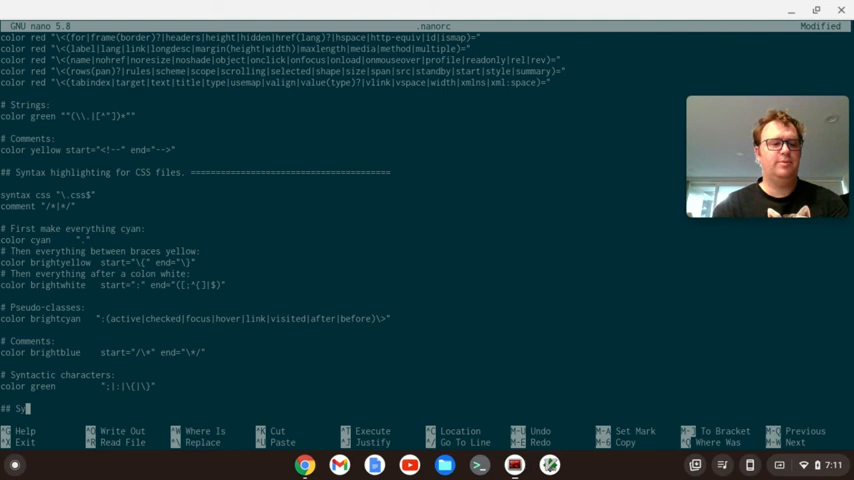 GNU nano 5.8 .nanorc Modified
color red "\<(for|frame(border)?|headers|height|hidden|href(lang)?|hspace|http-equiv|id|ismap)="
color red "\<(label|lang|link|longdesc|margin(height|width)|maxlength|media|method|multiple)="
color red "\<(name|nohref|noresize|noshade|object|onclick|onfocus|onload|onmouseover|profile|readonly|rel|rev)="
color red "\<(rows(pan)?|rules|scheme|scope|scrolling|selected|shape|size|span|src|standby|start|style|summary)="
color red "\<(tabindex|target|text|title|type|usemap|valign|value(type)?|vlink|vspace|width|xmlns|xml:space)="
# Strings:
color green ""(\\.|[^"])*""
# Comments:
color yellow start="<!--" end="-->"
## Syntax highlighting for CSS files. ========================================
syntax css "\.css$"
comment "/*|*/"
# First make everything cyan:
color cyan "."
# Then everything between braces yellow:
color brightyellow start="\{" end="\}"
# Then everything after a colon white:
color brightwhite start=":" end="([;^{]|$)"
# Pseudo-classes:
color brightcyan ":(active|checked|focus|hover|link|visited|after|before)\>"
# Comments:
color brightblue start="/\*" end="\*/"
# Syntactic characters:
color green ";|:|\{|\}"
## Sy
^G Help ^O Write Out ^W Where Is ^K Cut ^T Execute ^C Location M-U Undo M-A Set Mark M-] To Bracket M-Q Previous
^X Exit ^R Read File ^\ Replace ^U Paste ^J Justify ^/ Go To Line M-E Redo M-6 Copy ^Q Where Was M-W Next
7:11